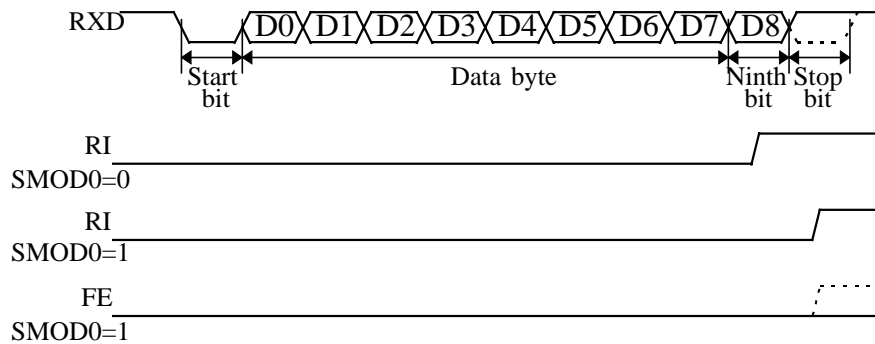 RXD D0 D1 D2 D3 D4 D5 D6 D7 D8
Start bit Data byte Ninth bit Stop bit
RI
SMOD0=0
RI
SMOD0=1
FE
SMOD0=1